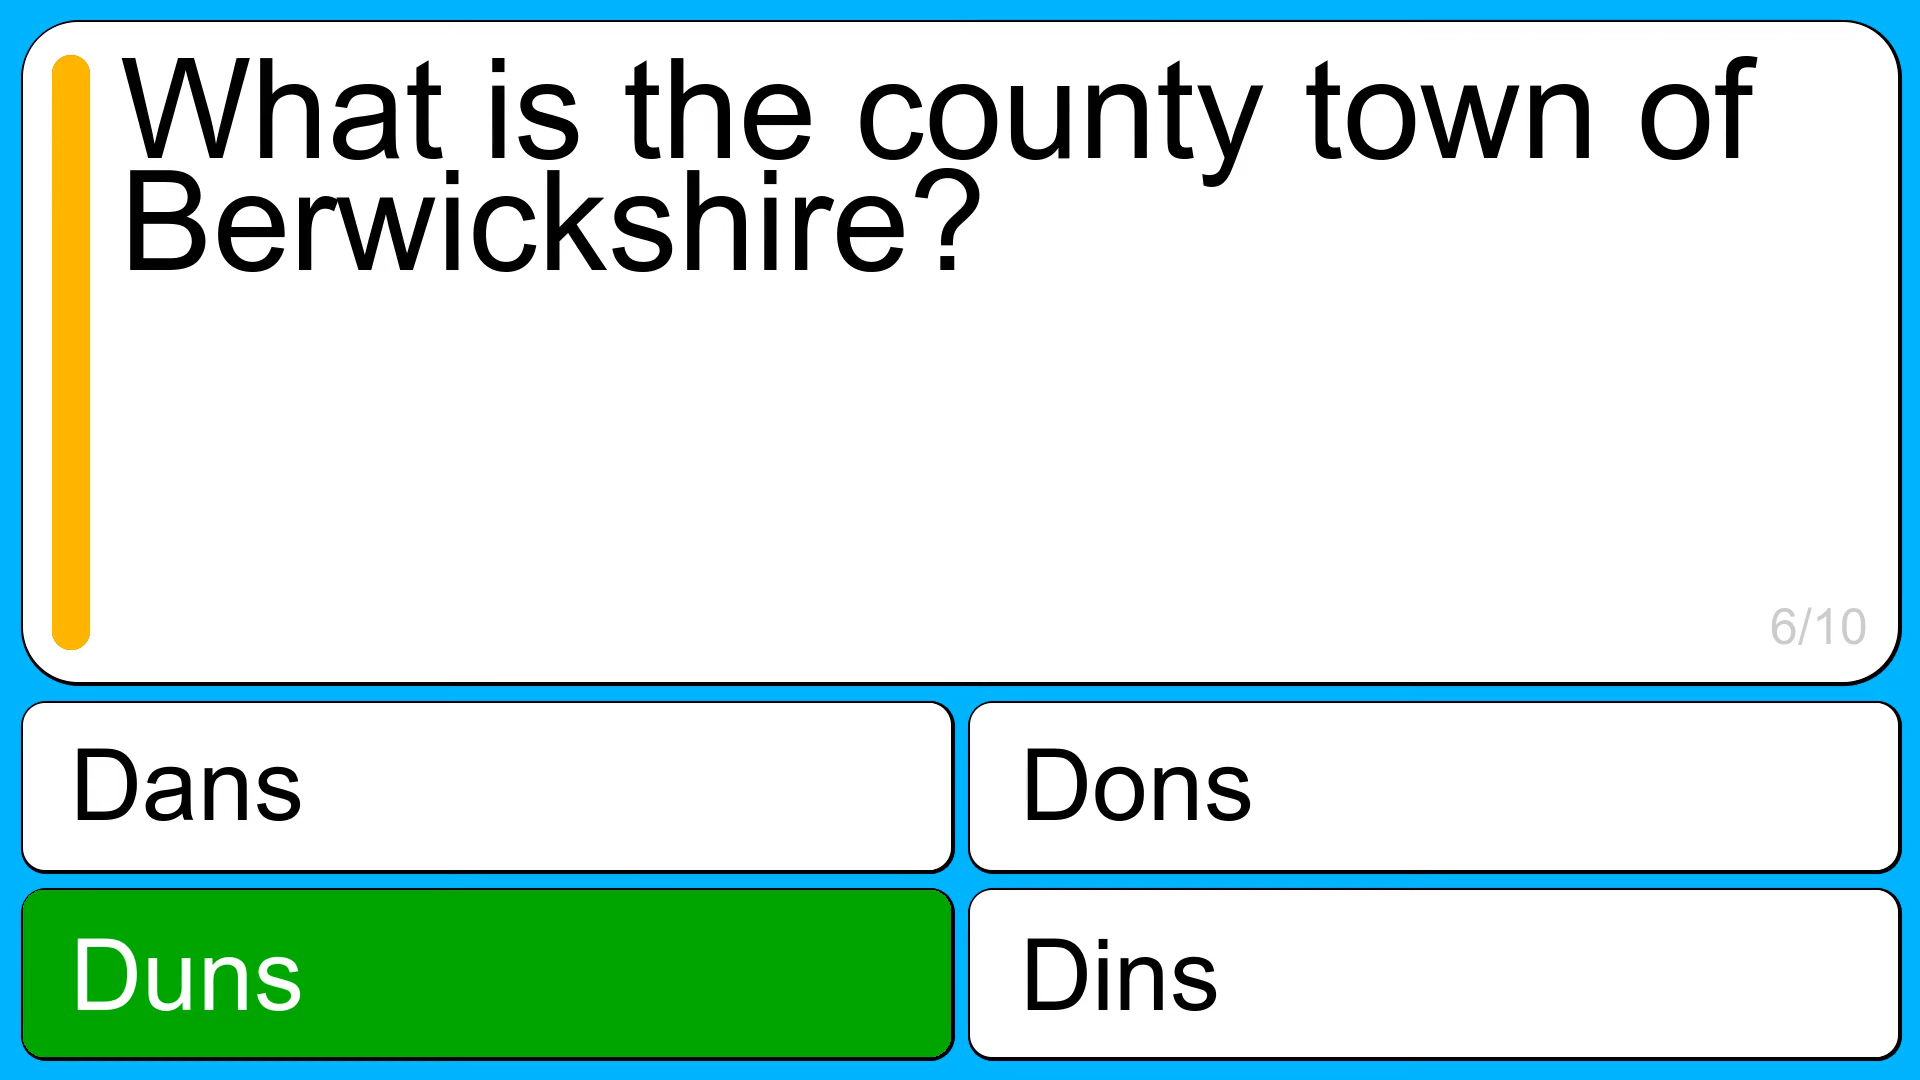 What is the county town of
Berwickshire?
6/10
Dans
Dons
Duns
Dins